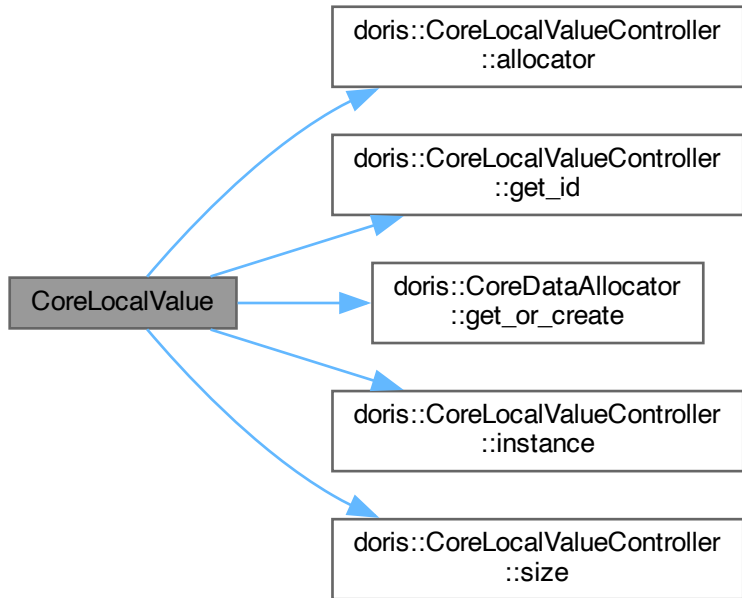 doris::CoreLocalValueController
::allocator
doris::CoreLocalValueController
::get_id
CoreLocalValue
doris::CoreDataAllocator
::get_or_create
doris::CoreLocalValueController
::instance
doris::CoreLocalValueController
::size